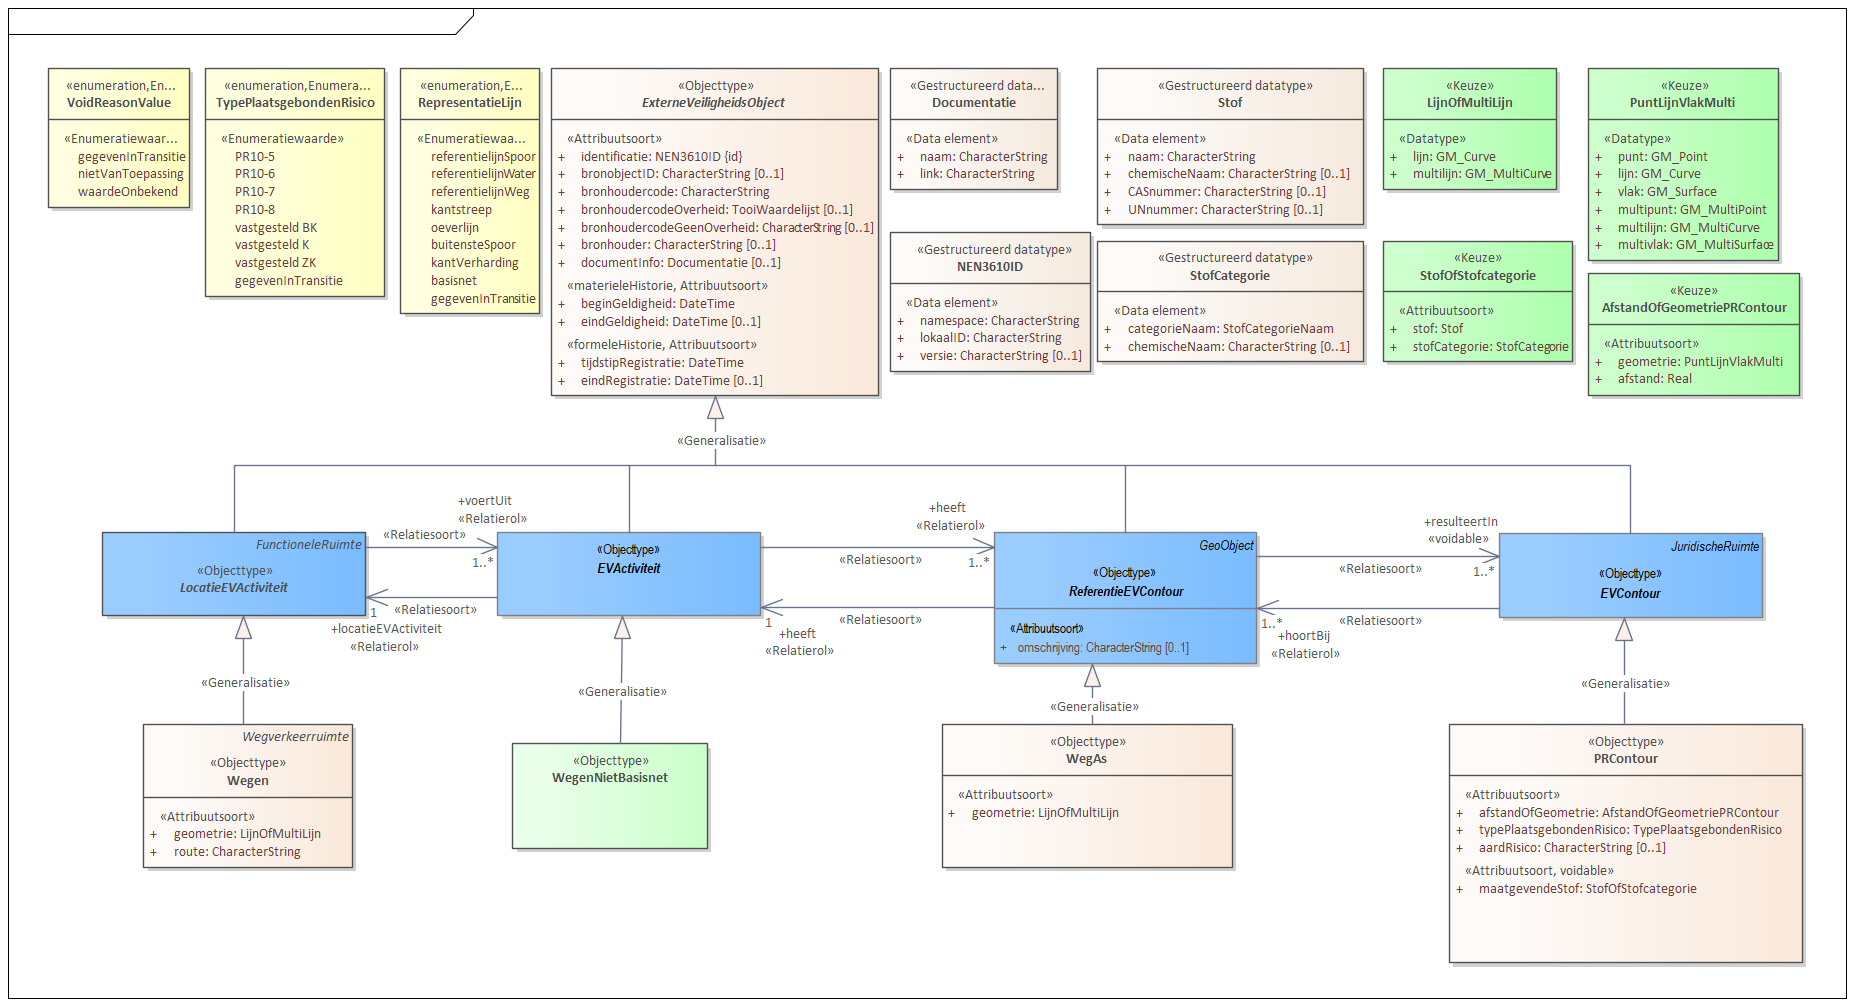 «enumeration,En...
VoidReasonValue
«Enumeratiewaar...
gegevenInTransitie
nietVanToepassing
waardeOnbekend
«enumeration,Enumera...
TypePlaatsgebondenRisico
«Enumeratiewaarde»
PR10-5
PR10-6
PR10-7
PR10-8
vastgesteld BK
vastgesteld K
vastgesteld ZK
gegevenInTransitie
«enumeration,E...
RepresentatieLijn
«Enumeratiewaa...
referentielijnSpoor
referentielijnWater
referentielijnWeg
kantstreep
oeverlijn
buitensteSpoor
kantVerharding
basisnet
gegevenInTransitie
«Objecttype»
ExterneVeiligheidsObject
«Attribuutsoort»
+ identificatie: NEN3610ID {id}
+ bronobjectID: CharacterString [0..1]
+ bronhoudercode: CharacterString
+ bronhoudercodeOverheid: TooiWaardelijst [0..1]
+ bronhoudercodeGeenOverheid: CharacterString [0..1]
+ bronhouder: CharacterString [0..1]
+ documentInfo: Documentatie [0..1]
«materieleHistorie, Attribuutsoort»
+ beginGeldigheid: DateTime
+ eindGeldigheid: DateTime [0..1]
«formeleHistorie, Attribuutsoort»
+ tijdstipRegistratie: DateTime
+ eindRegistratie: DateTime [0..1]
«Gestructureerd data...
Documentatie
«Data element»
+ naam: CharacterString
+ link: CharacterString
«Gestructureerd datatype»
NEN3610ID
«Data element»
+ namespace: CharacterString
+ lokaalID: CharacterString
+ versie: CharacterString [0..1]
«Gestructureerd datatype»
Stof
«Data element»
+ naam: CharacterString
+ chemischeNaam: CharacterString [0..1]
+ CASnummer: CharacterString [0..1]
+ UNnummer: CharacterString [0..1]
«Gestructureerd datatype»
StofCategorie
«Data element»
+ categorieNaam: StofCategorieNaam
+ chemischeNaam: CharacterString [0..1]
«Keuze»
LijnOfMultiLijn
«Datatype»
+ lijn: GM_Curve
+ multilijn: GM_MultiCurve
«Keuze»
StofOfStofcategorie
«Attribuutsoort»
+ stof: Stof
+ stofCategorie: StofCategorie
«Keuze»
PuntLijnVlakMulti
«Datatype»
+ punt: GM_Point
+ lijn: GM_Curve
+ vlak: GM_Surface
+ multipunt: GM_MultiPoint
+ multilijn: GM_MultiCurve
+ multivlak: GM_MultiSurface
«Keuze»
AfstandOfGeometriePRContour
«Attribuutsoort»
+ geometrie: PuntLijnVlakMulti
+ afstand: Real
«Generalisatie»
FunctioneleRuimte
«Objecttype»
LocatieEVActiviteit
+voertUit
«Relatierol»
«Relatiesoort»
1..*
«Relatiesoort»
1
+locatieEVActiviteit
«Relatierol»
«Objecttype»
EVActiviteit
+heeft
«Relatierol»
«Relatiesoort»
1..*
«Relatiesoort»
1
+heeft
«Relatierol»
GeoObject
«Objecttype»
ReferentieEVContour
«Attribuutsoort»
+ omschrijving: CharacterString [0..1]
+resulteertIn
«voidable»
«Relatiesoort»
1..*
«Relatiesoort»
1..*
+hoortBij
«Relatierol»
JuridischeRuimte
«Objecttype»
EVContour
«Generalisatie»
«Generalisatie»
«Generalisatie»
«Generalisatie»
Wegverkeerruimte
«Objecttype»
Wegen
«Attribuutsoort»
+ geometrie: LijnOfMultiLijn
+ route: CharacterString
«Objecttype»
WegenNietBasisnet
«Objecttype»
WegAs
«Attribuutsoort»
+ geometrie: LijnOfMultiLijn
«Objecttype»
PRContour
«Attribuutsoort»
+ afstandOfGeometrie: AfstandOfGeometriePRContour
+ typePlaatsgebondenRisico: TypePlaatsgebondenRisico
+ aardRisico: CharacterString [0..1]
«Attribuutsoort, voidable»
+ maatgevendeStof: StofOfStofcategorie